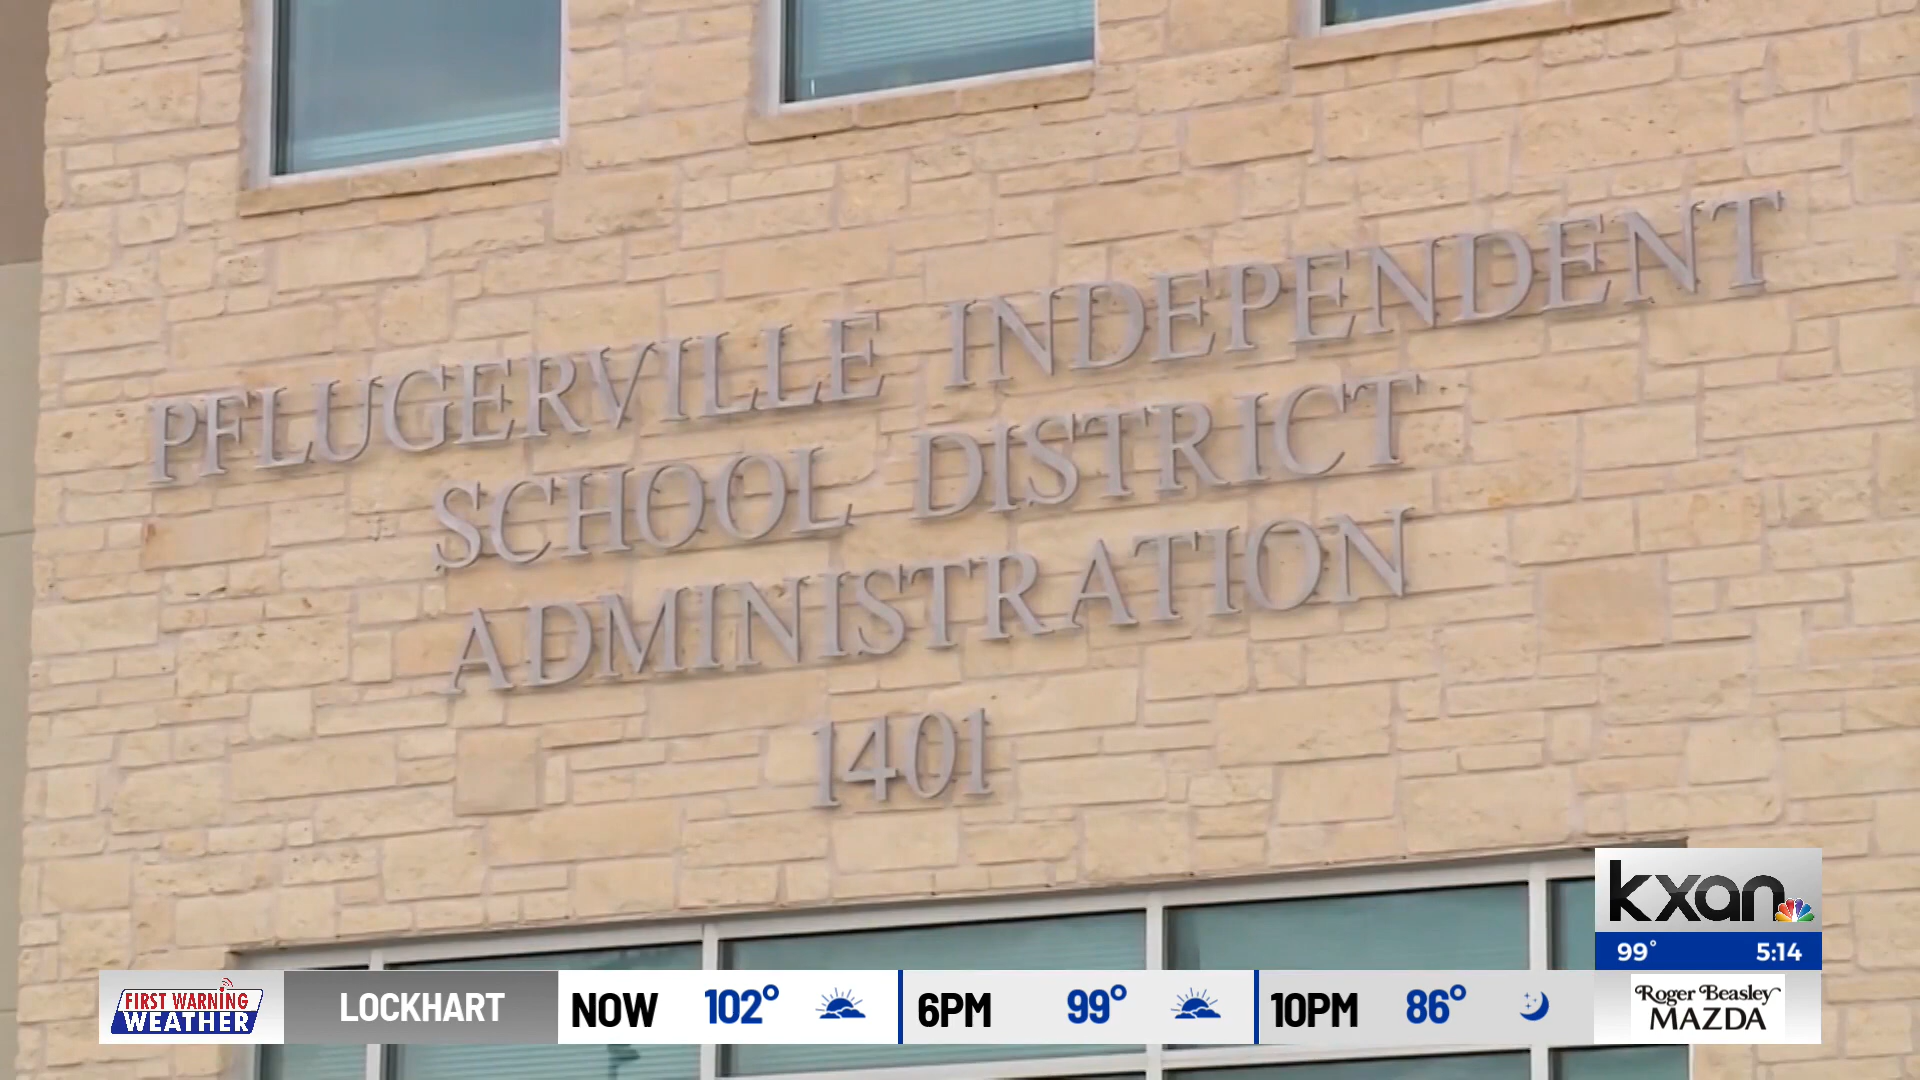 PFLUGERVILLE INDEPENDENT
SCHOOL DISTRICT
ADMINISTRATION
1401
kxan
99° 5:14
FIRST WARNING
WEATHER
LOCKHART NOW 102° 6PM 99° 10PM 86°
Roger Beasley
MAZDA